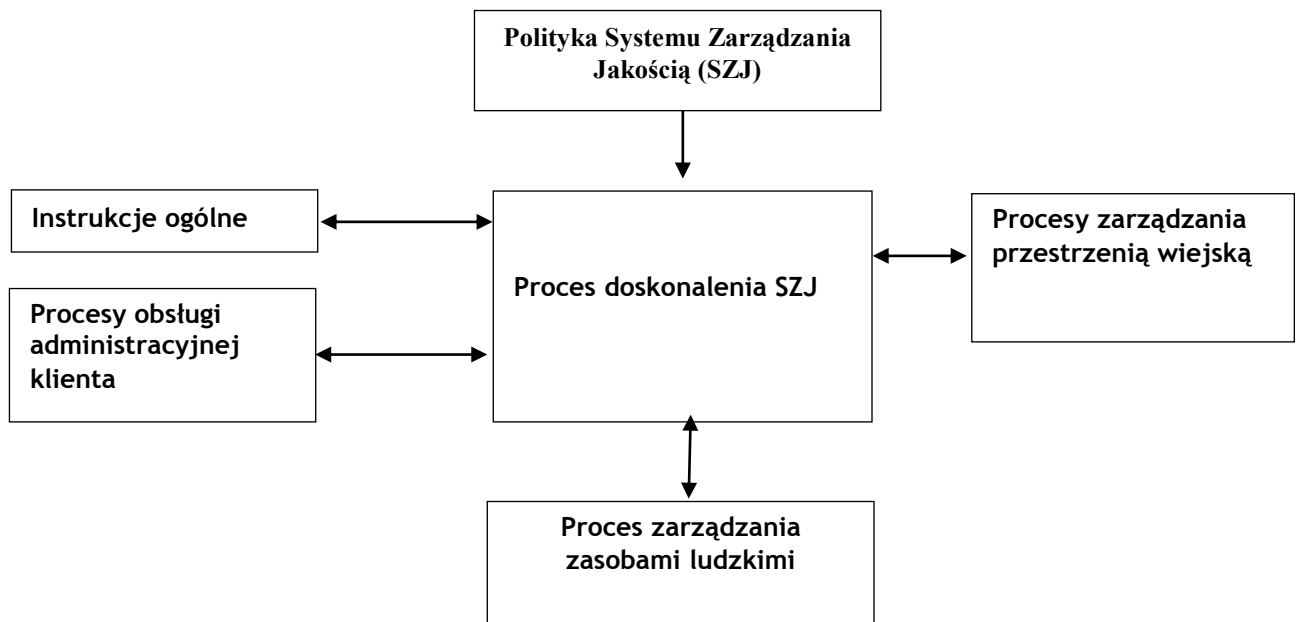 Polityka Systemu Zarządzania
Jakością (SZJ)
Instrukcje ogólne
Procesy obsługi
administracyjnej
klienta
Proces doskonalenia SZJ
Procesy zarządzania
przestrzenią wiejską
Proces zarządzania
zasobami ludzkimi